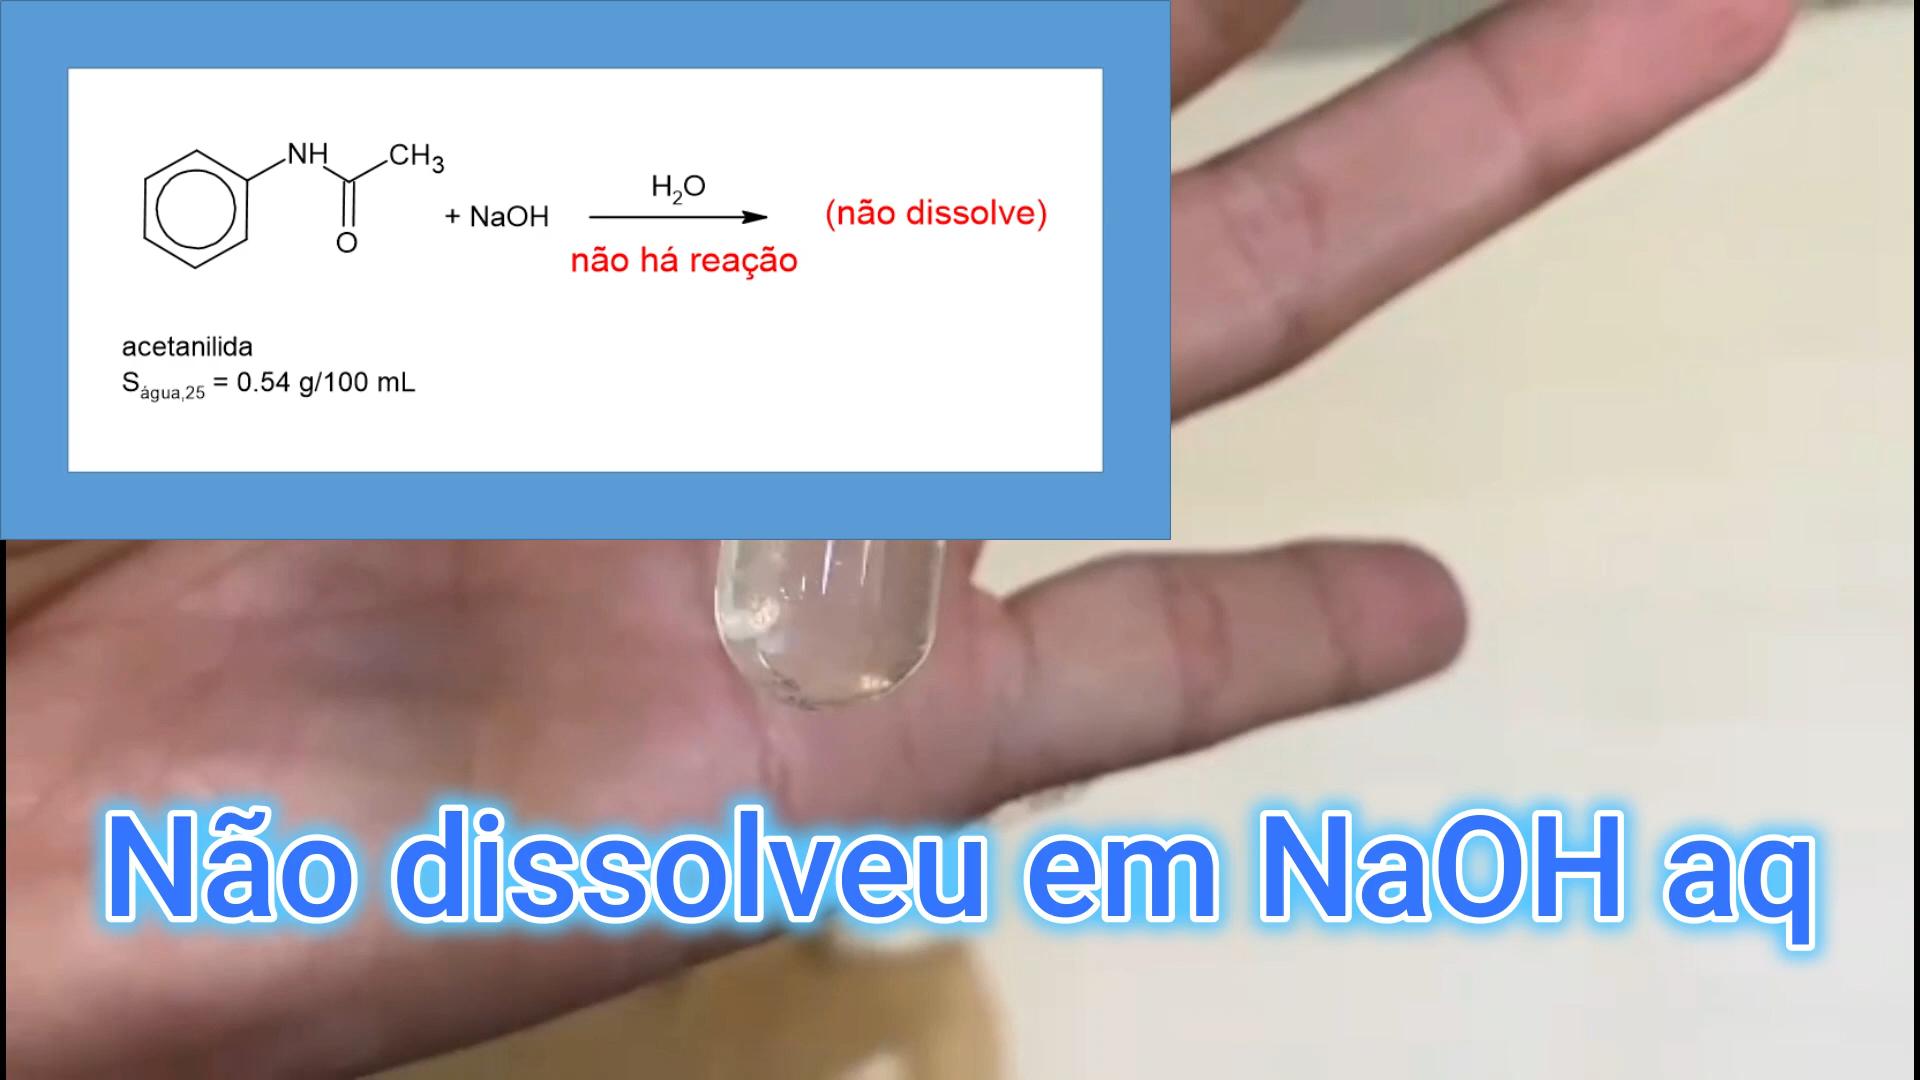 NH
CH₃
O
+ NaOH
H₂O
não há reação
(não dissolve)
acetanilida
Ságua,25 = 0.54 g/100 mL
Não dissolveu em NaOH aq